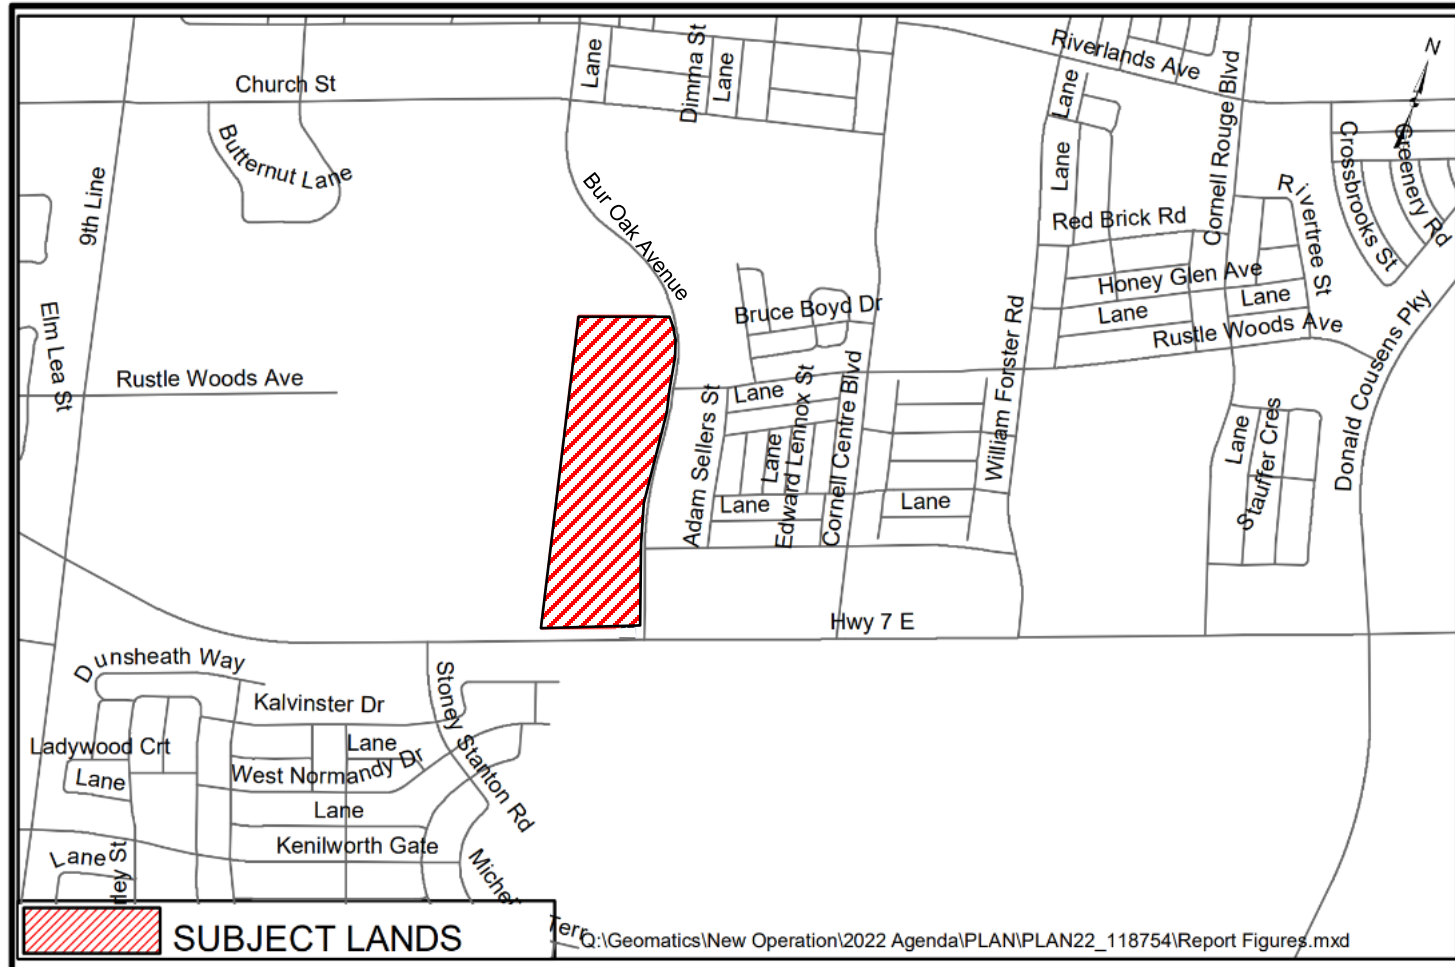 Riverlands Ave
N
Church St
Lane
Dimma St
Lane
Lane
Cornell Rouge Blvd
Butternut Lane
Lane
Crossbrooks St
Greenery Rd
9th Line
Bur Oak Avenue
Red Brick Rd
Rivertree St
Honey Glen Ave
Elm Lea St
Bruce Boyd Dr
Lane
Lane
Rustle Woods Ave
Donald Cousens Pky
William Forster Rd
Rustle Woods Ave
Lane
Adam Sellers St
Lane
Edward Lennox St
Cornell Centre Blvd
Lane
Lane
Lane
Stauffer Cres
Hwy 7 E
Dunsheath Way
Stoney Stanton Rd
Kalvinster Dr
Ladywood Crt
Lane
Lane
West Normandy Dr
Lane
Kenilworth Gate
Lane
ley St
Micher
Terr
SUBJECT LANDS
Q:\Geomatics\New Operation\2022 Agenda\PLAN\PLAN22_118754\Report Figures.mxd